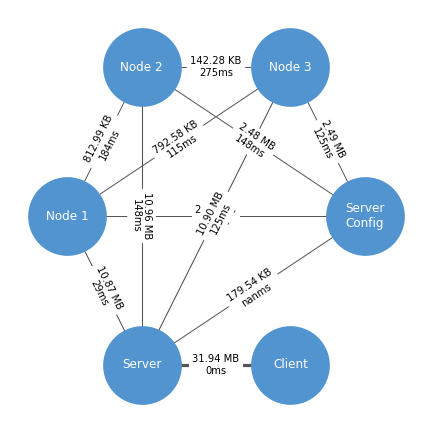 Node 2
142.28 KB
275ms
Node 3
812.99 KB
184ms
792.58 KB
115ms
2.48 MB
148ms
2.49 MB
125ms
Node 1
10.96 MB
148ms
10.90 MB
125ms
Server
Config
10.87 MB
29ms
179.54 KB
nanms
Server
31.94 MB
0ms
Client